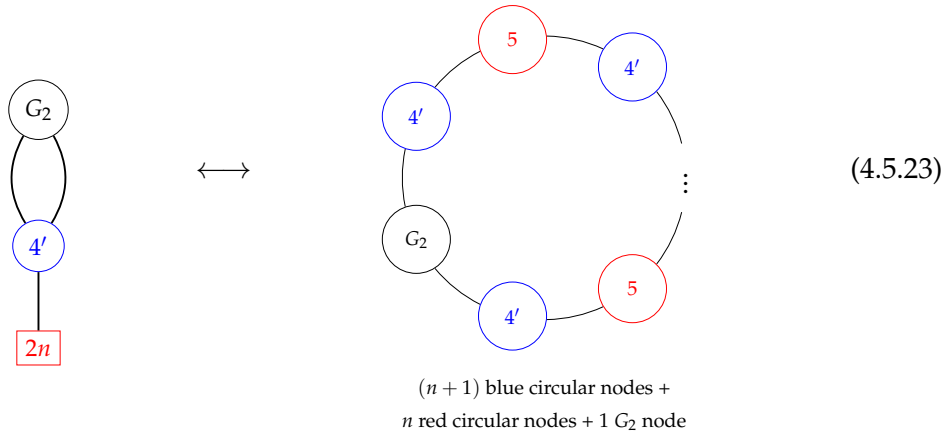 G₂
4′
2n
⟷
4′
5
4′
⋮
5
4′
G₂
(4.5.23)
(n + 1) blue circular nodes +
n red circular nodes + 1 G₂ node